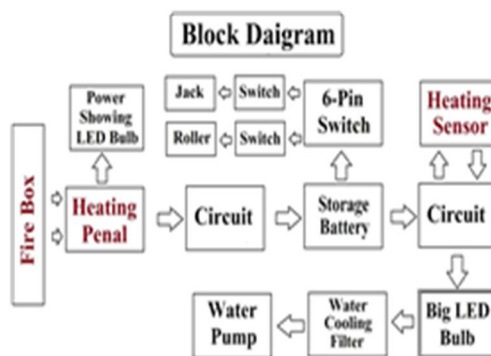 Block Daigram
Jack
Switch
6-Pin
Switch
Heating
Sensor
Power
Showing
LED Bulb
Roller
Switch
Fire Box
Heating
Penal
Circuit
Storage
Battery
Circuit
Water
Pump
Water
Cooling
Filter
Big LED
Bulb